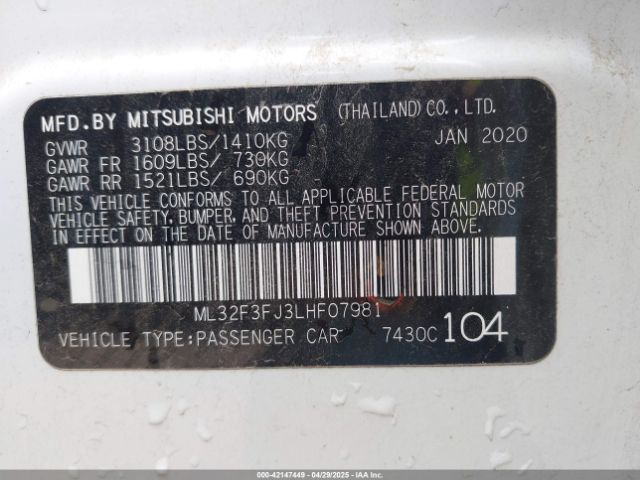 MFD.BY MITSUBISHI MOTORS (THAILAND)CO.,LTD.
GVWR 3108LBS/1410KG JAN 2020
GAWR FR 1609LBS/ 730KG
GAWR RR 1521LBS/ 690KG
THIS VEHICLE CONFORMS TO ALL APPLICABLE FEDERAL MOTOR
VEHICLE SAFETY, BUMPER, AND THEFT PREVENTION STANDARDS
IN EFFECT ON THE DATE OF MANUFACTURE SHOWN ABOVE.
ML32F3FJ3LHF07981
VEHICLE TYPE:PASSENGER CAR 7430C 104
000-42147449 - 04/29/2025 - IAAI.com